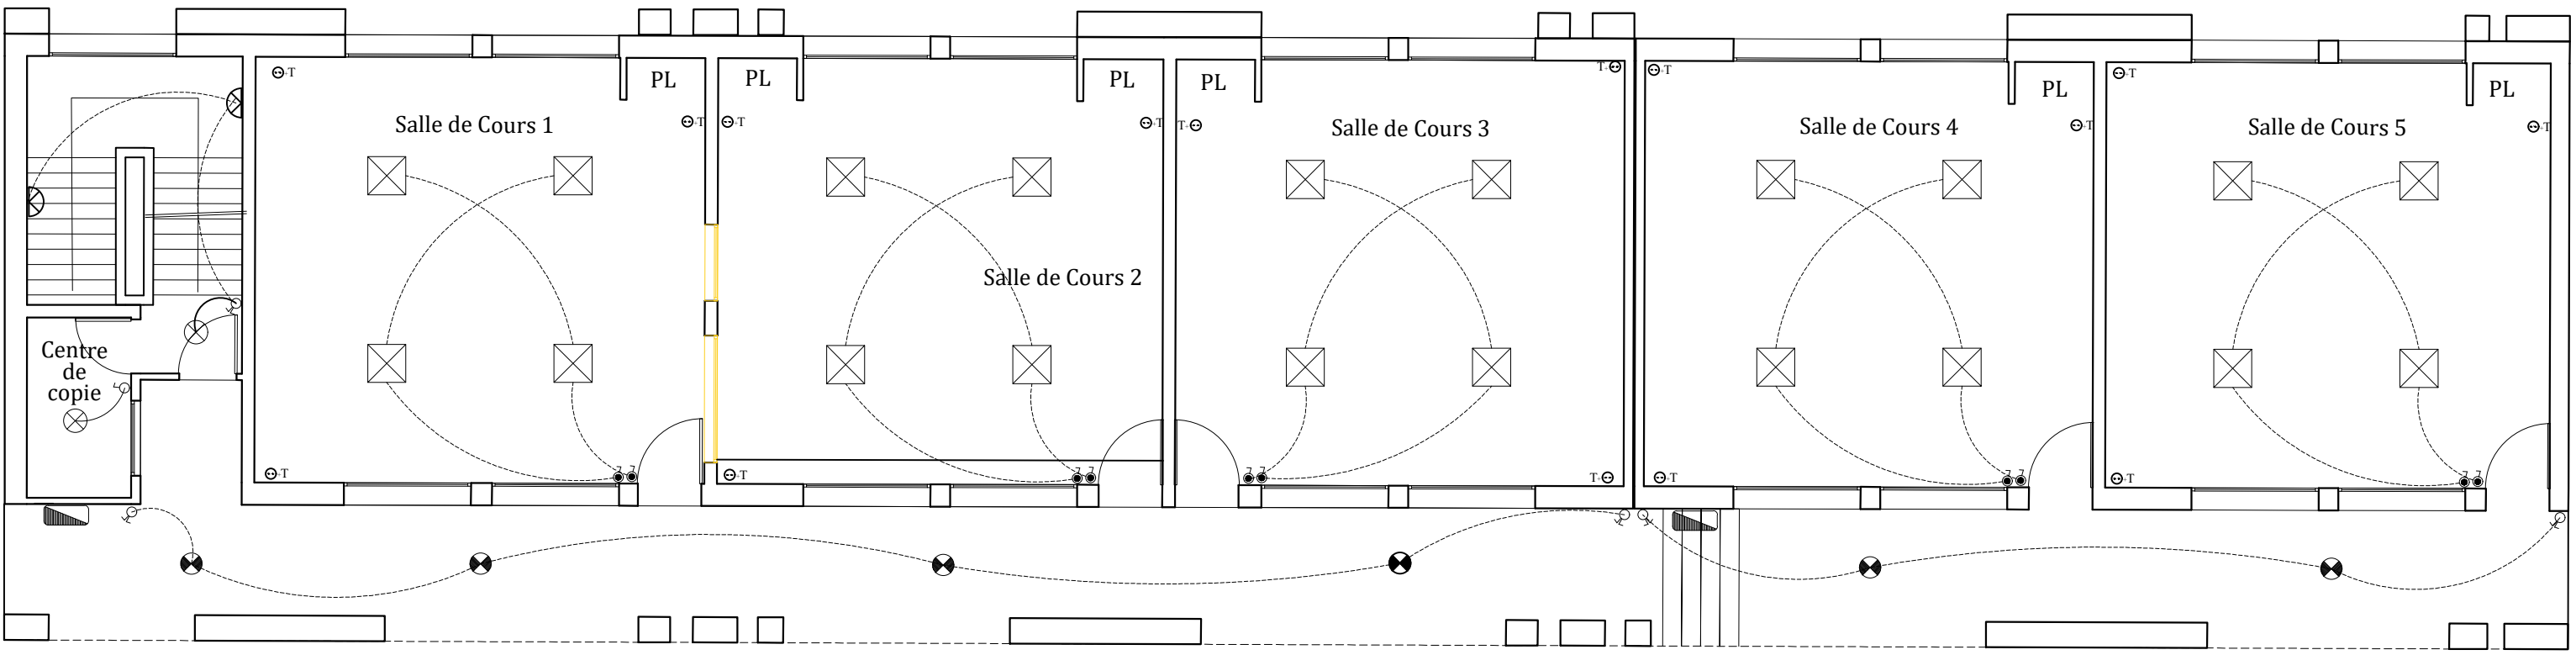 PL
PL
PL
PL
PL
PL
T
T
T
T
T
Salle de Cours 1
Salle de Cours 2
Salle de Cours 3
Salle de Cours 4
Salle de Cours 5
T
T
T
T
T
T
Centre
de
copie
T
T
T
T
T